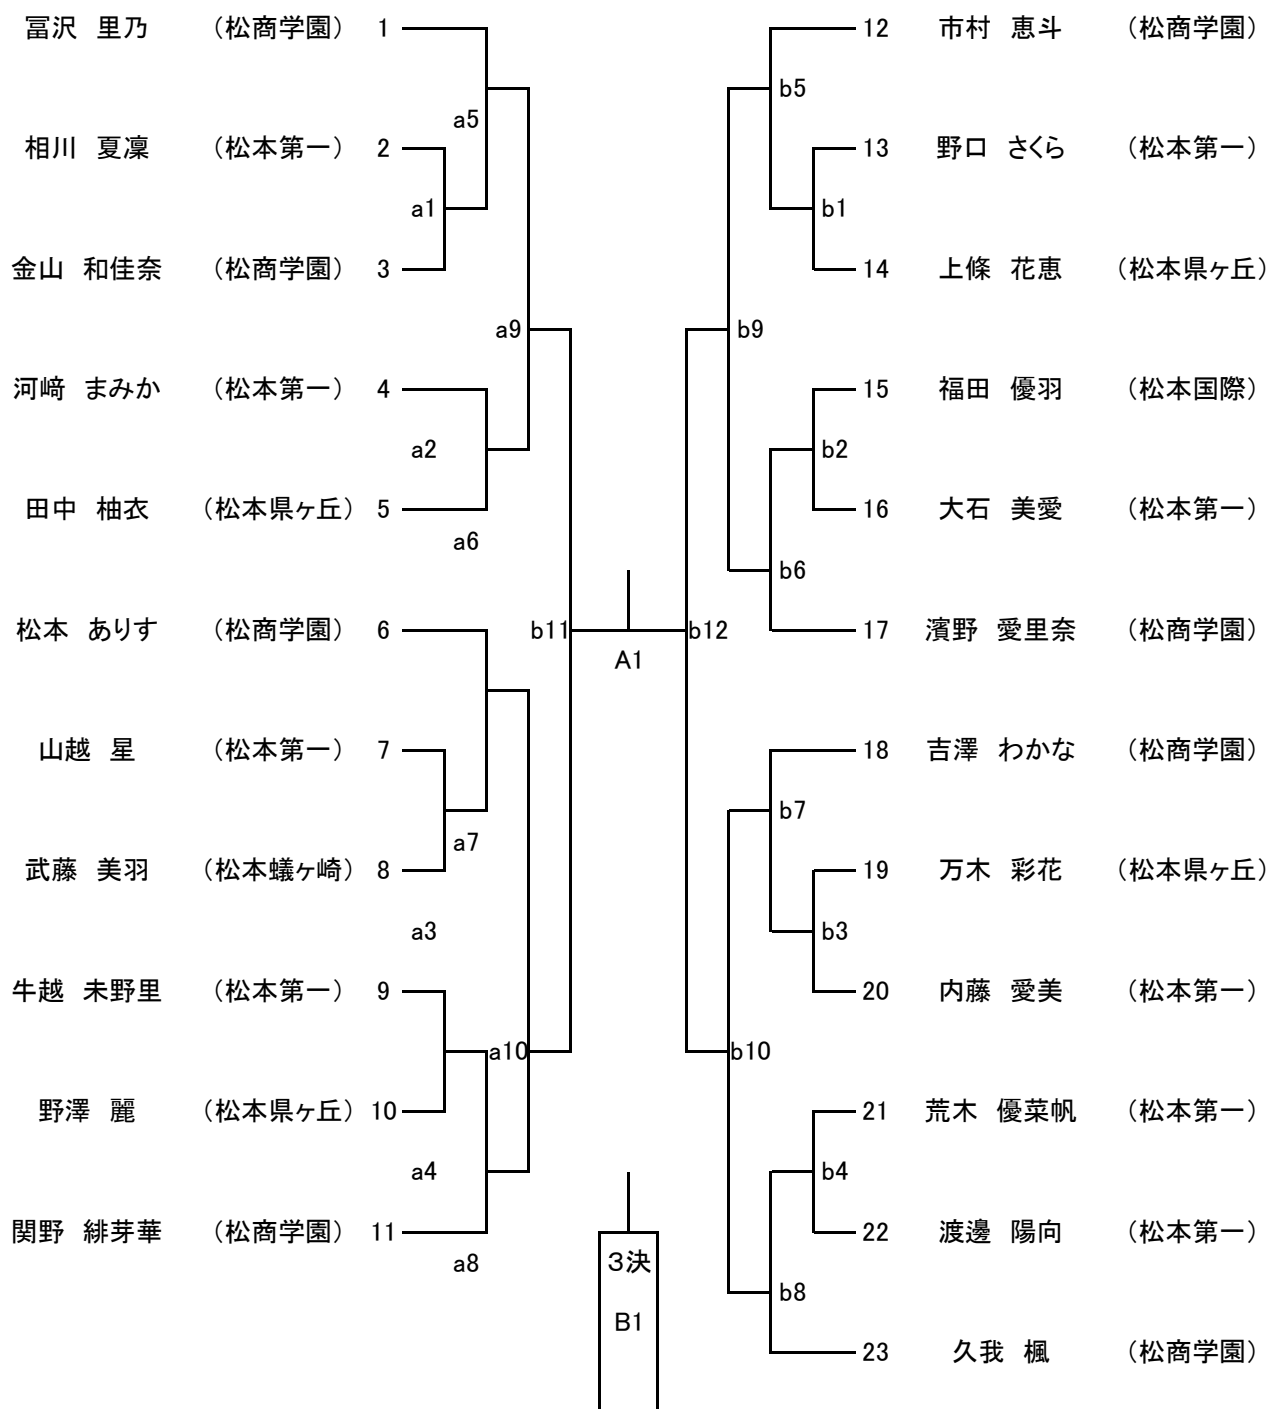 冨沢 里乃 （松商学園） 1
a5
相川 夏凜 （松本第一） 2
a1
金山 和佳奈 （松商学園） 3
a9
河﨑 まみか （松本第一） 4
a2
田中 柚衣 （松本県ヶ丘） 5
a6
松本 ありす （松商学園） 6
b11
山越 星 （松本第一） 7
a7
武藤 美羽 （松本蟻ヶ崎） 8
a3
牛越 未野里 （松本第一） 9
a10
野澤 麗 （松本県ヶ丘） 10
a4
関野 緋芽華 （松商学園） 11
a8
A1
３決
B1
12 市村 恵斗 （松商学園）
b5
13 野口 さくら （松本第一）
b1
14 上條 花恵 （松本県ヶ丘）
b9
15 福田 優羽 （松本国際）
b2
16 大石 美愛 （松本第一）
b6
17 濱野 愛里奈 （松商学園）
b12
18 吉澤 わかな （松商学園）
b7
19 万木 彩花 （松本県ヶ丘）
b3
20 内藤 愛美 （松本第一）
b10
21 荒木 優菜帆 （松本第一）
b4
22 渡邊 陽向 （松本第一）
b8
23 久我 楓 （松商学園）